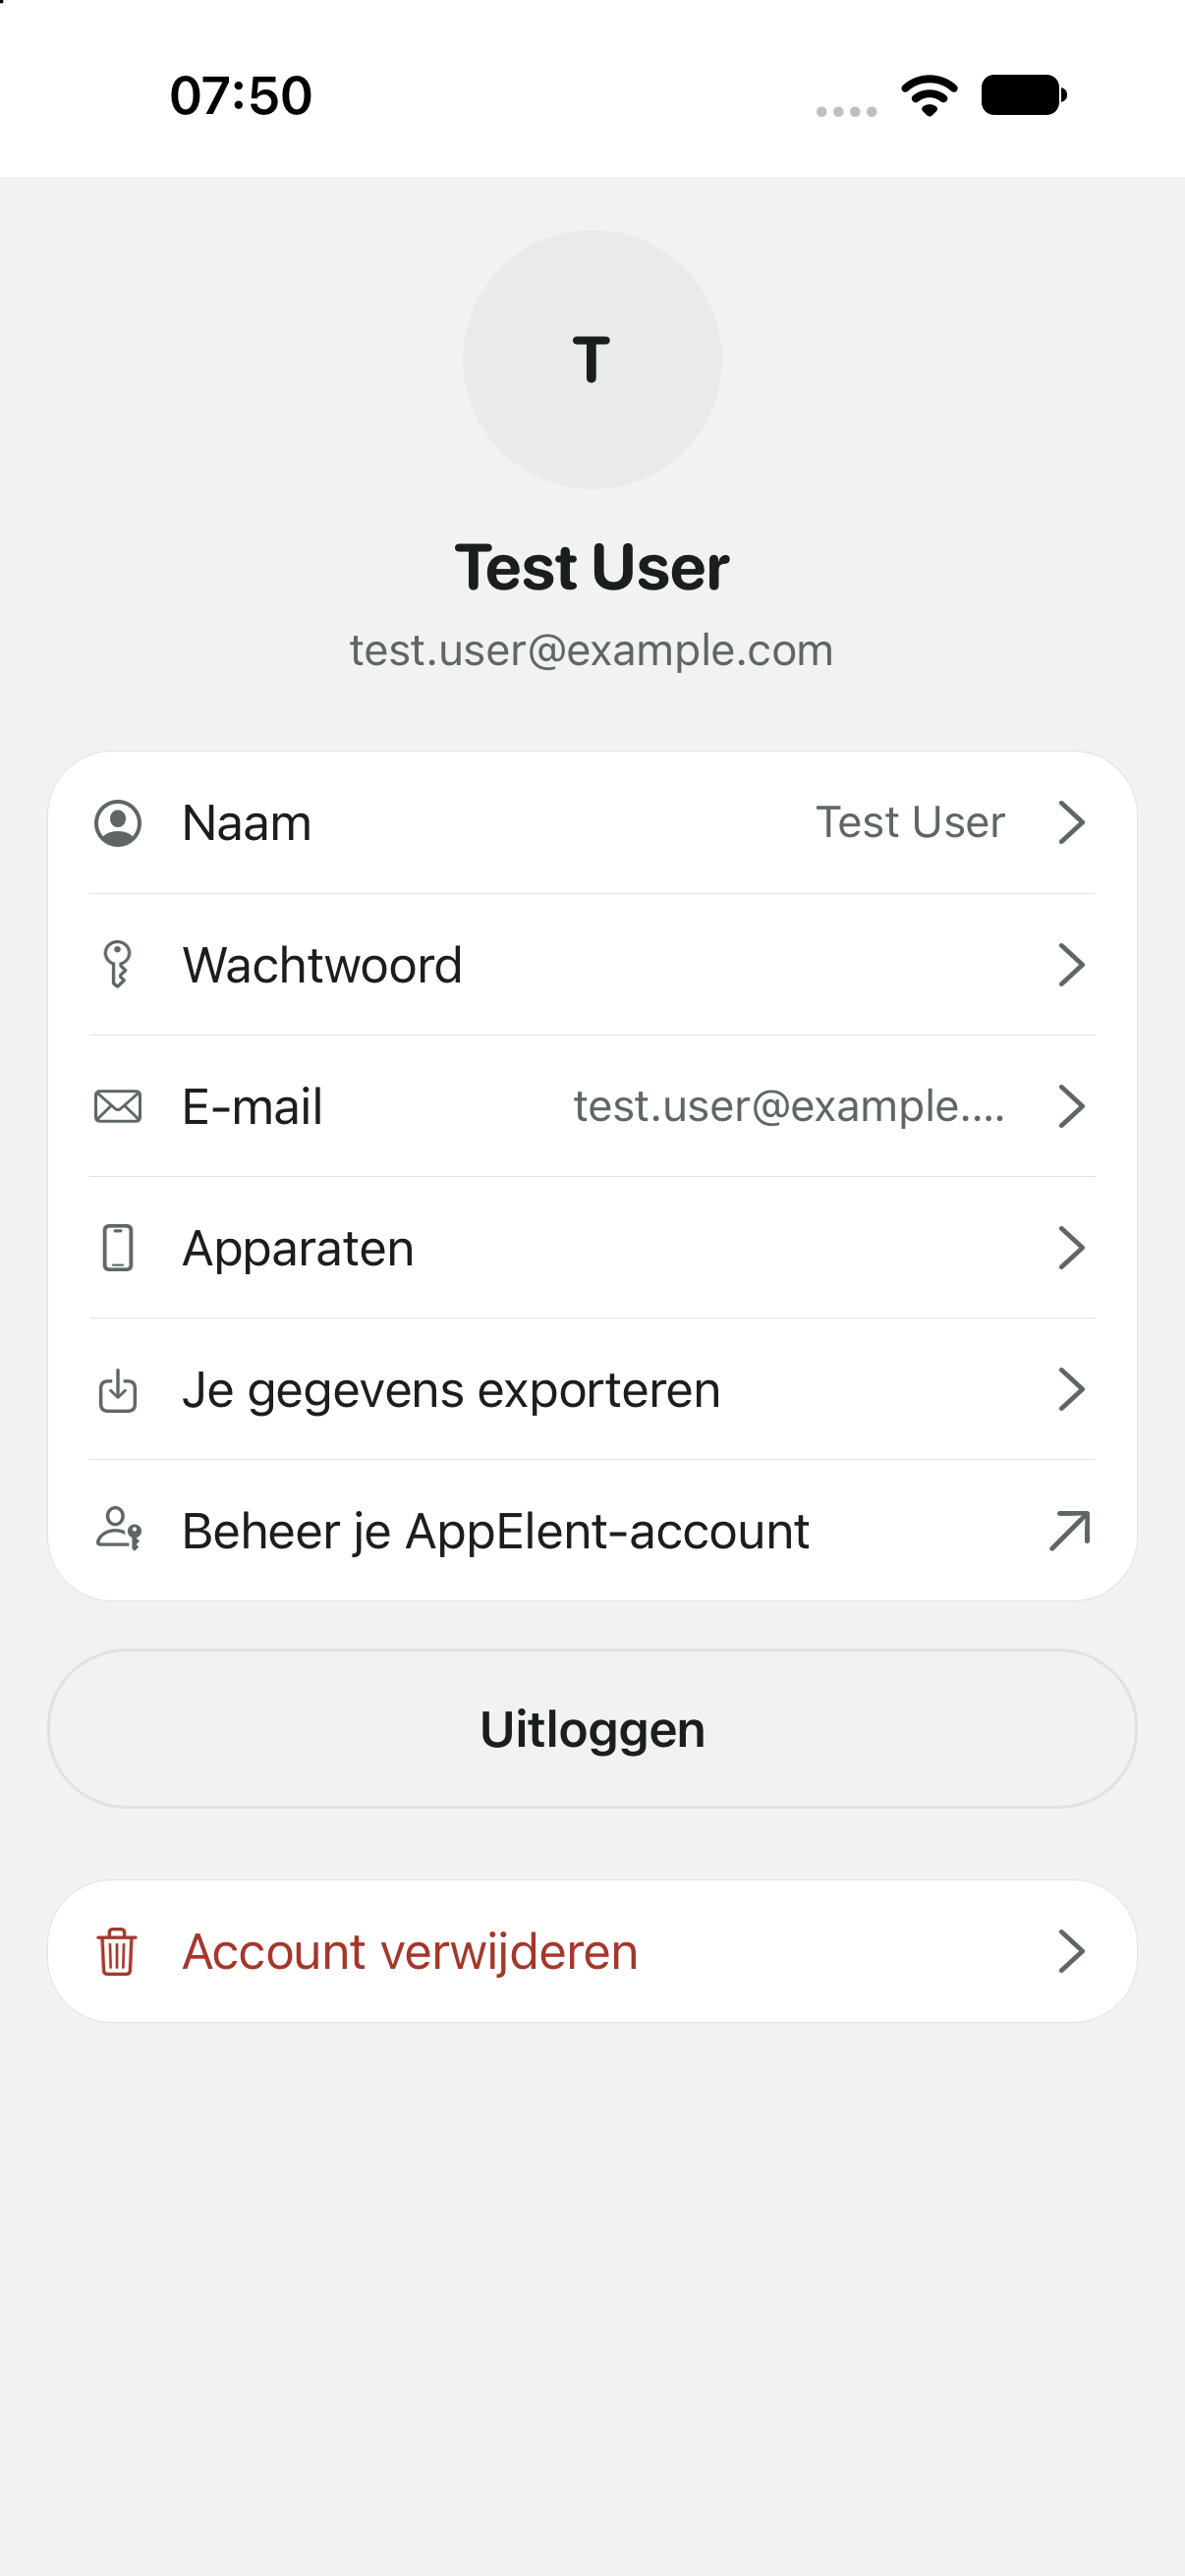 07:50
T
Test User
test.user@example.com
Naam Test User
Wachtwoord
E-mail test.user@example....
Apparaten
Je gegevens exporteren
Beheer je AppElent-account
Uitloggen
Account verwijderen